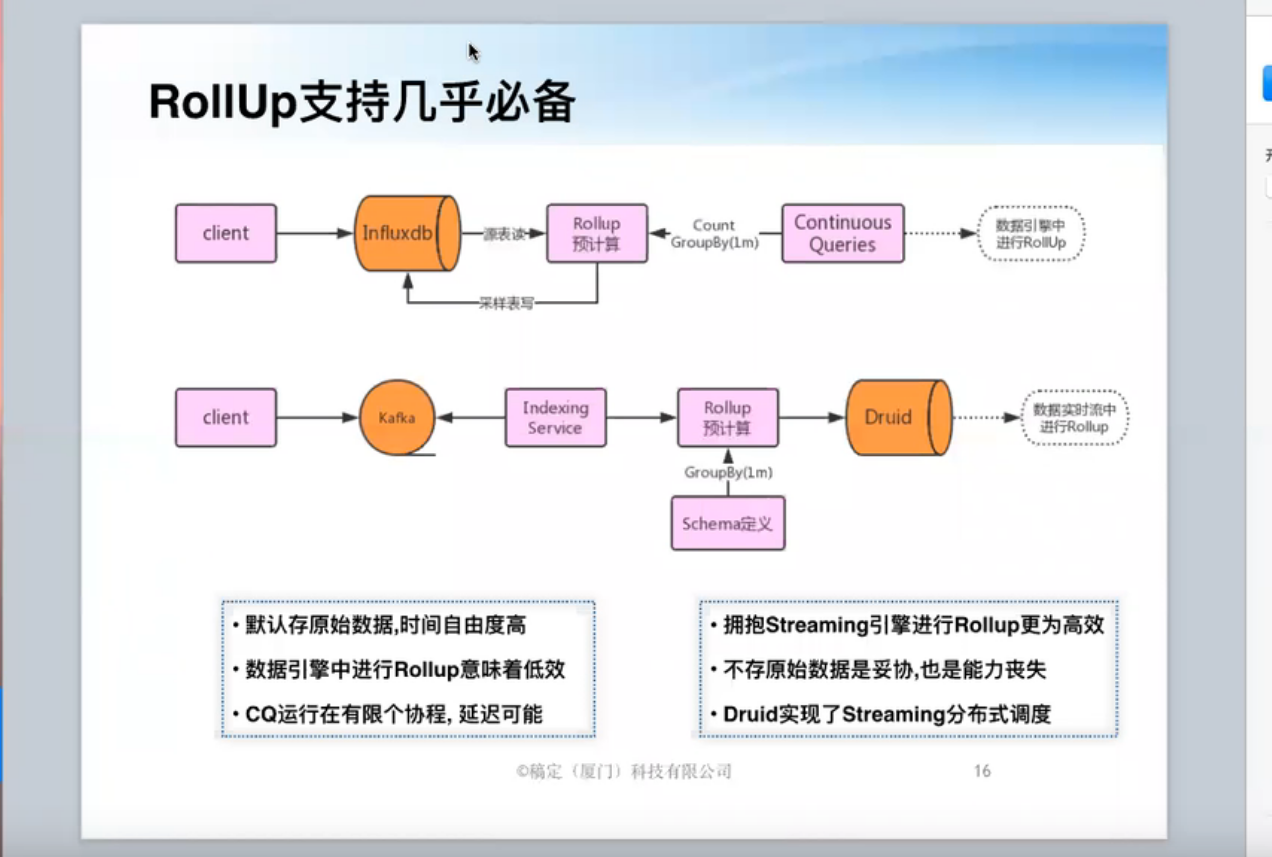 RollUp支持几乎必备
client
Influxdb
源表读
Rollup
预计算
Count
GroupBy(1m)
Continuous
Queries
数据引擎中
进行RollUp
采样表写
client
Kafka
Indexing
Service
Rollup
预计算
Druid
数据实时流中
进行Rollup
GroupBy(1m)
Schema定义
• 默认存原始数据,时间自由度高
• 数据引擎中进行Rollup意味着低效
• CQ运行在有限个协程, 延迟可能
• 拥抱Streaming引擎进行Rollup更为高效
• 不存原始数据是妥协,也是能力丧失
• Druid实现了Streaming分布式调度
©稿定（厦门）科技有限公司
16